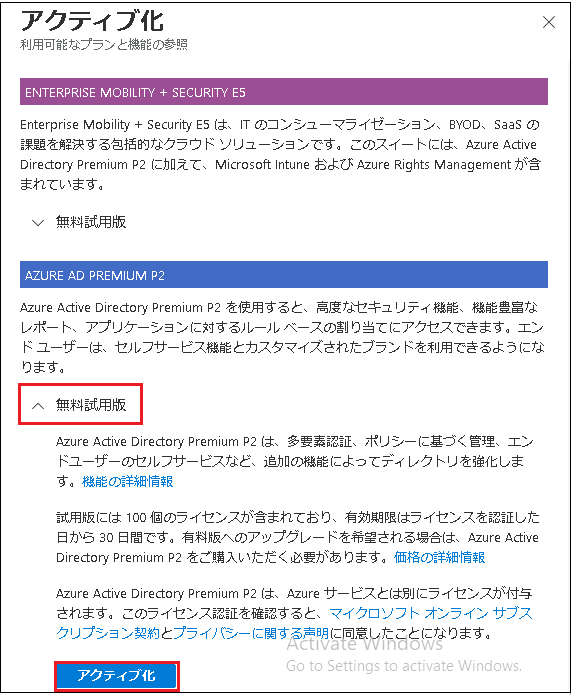 アクティブ化
利用可能なプランと機能の参照
ENTERPRISE MOBILITY + SECURITY E5
Enterprise Mobility + Security E5 は、IT のコンシューマライゼーション、BYOD、SaaS の
課題を解決する包括的なクラウド ソリューションです。このスイートには、Azure Active
Directory Premium P2 に加えて、Microsoft Intune および Azure Rights Management が含
まれています。
無料試用版
AZURE AD PREMIUM P2
Azure Active Directory Premium P2 を使用すると、高度なセキュリティ機能、機能豊富な
レポート、アプリケーションに対するルール ベースの割り当てにアクセスできます。エン
ド ユーザーは、セルフサービス機能とカスタマイズされたブランドを利用できるようにな
ります。
無料試用版
Azure Active Directory Premium P2 は、多要素認証、ポリシーに基づく管理、エン
ドユーザーのセルフサービスなど、追加の機能によってディレクトリを強化しま
す。機能の詳細情報
試用版には 100 個のライセンスが含まれており、有効期限はライセンスを認証した
日から 30 日間です。有料版へのアップグレードを希望される場合は、Azure Active
Directory Premium P2 をご購入いただく必要があります。価格の詳細情報
Azure Active Directory Premium P2 は、Azure サービスとは別にライセンスが付与
されます。このライセンス認証を確認すると、マイクロソフト オンライン サブス
クリプション契約とプライバシーに関する声明に同意したことになります。
Activate Windows
Go to Settings to activate Windows.
アクティブ化